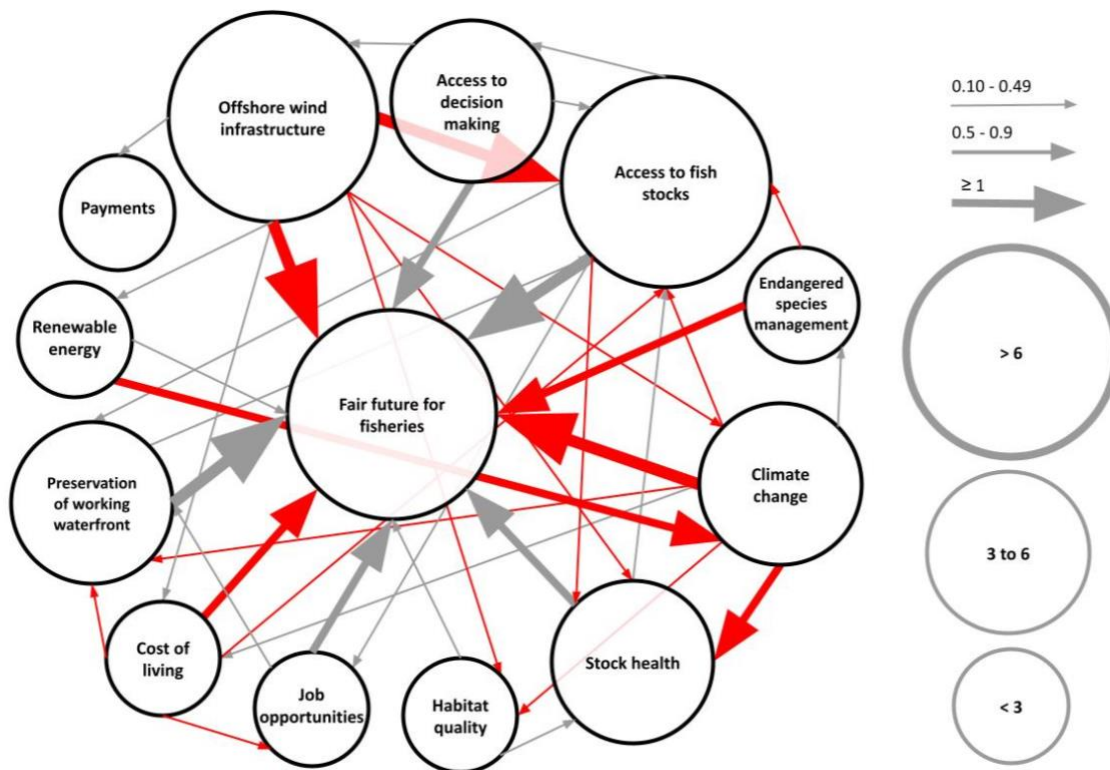 Offshore wind
infrastructure
Access to
decision
making
Access to fish
stocks
Payments
Renewable
energy
Endangered
species
management
Fair future for
fisheries
Preservation
of working
waterfront
Climate
change
Cost of
living
Job
opportunities
Habitat
quality
Stock health
0.10 - 0.49
0.5 - 0.9
≥ 1
> 6
3 to 6
< 3